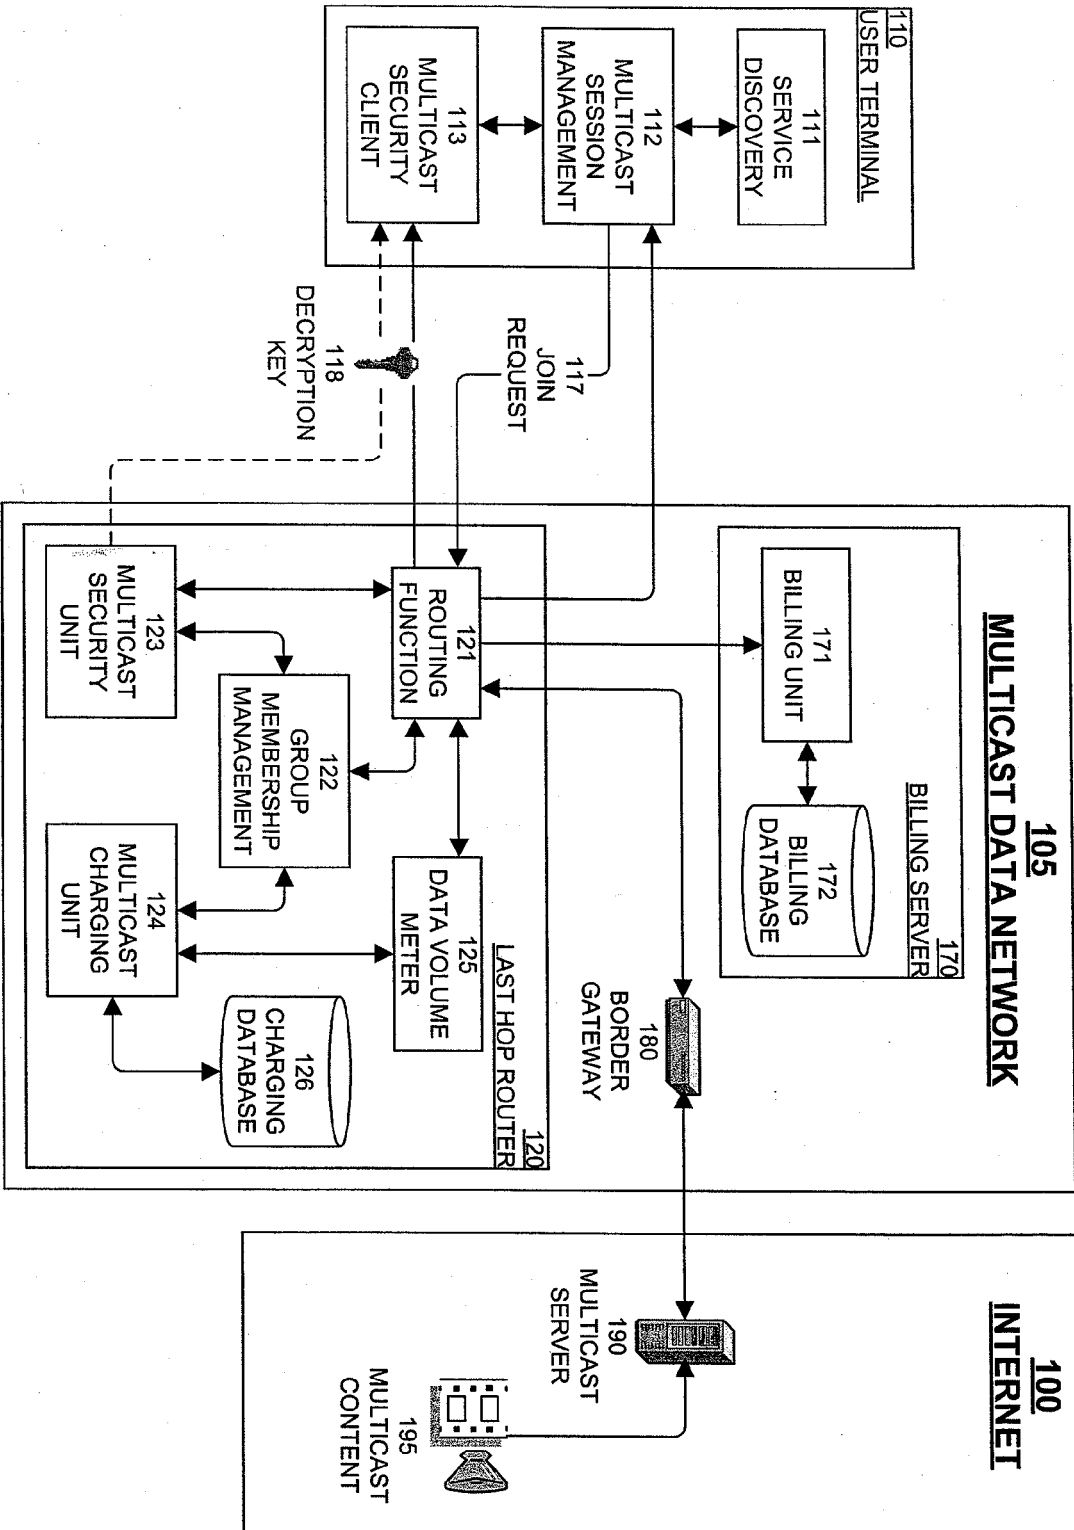 105
MULTICAST DATA NETWORK
100
INTERNET
110
USER TERMINAL
111
SERVICE
DISCOVERY
112
MULTICAST
SESSION
MANAGEMENT
113
MULTICAST
SECURITY
CLIENT
117
JOIN
REQUEST
118
DECRYPTION
KEY
170
BILLING SERVER
171
BILLING UNIT
172
BILLING
DATABASE
180
BORDER
GATEWAY
120
LAST HOP ROUTER
121
ROUTING
FUNCTION
125
DATA VOLUME
METER
122
GROUP
MEMBERSHIP
MANAGEMENT
126
CHARGING
DATABASE
123
MULTICAST
SECURITY
UNIT
124
MULTICAST
CHARGING
UNIT
190
MULTICAST
SERVER
195
MULTICAST
CONTENT